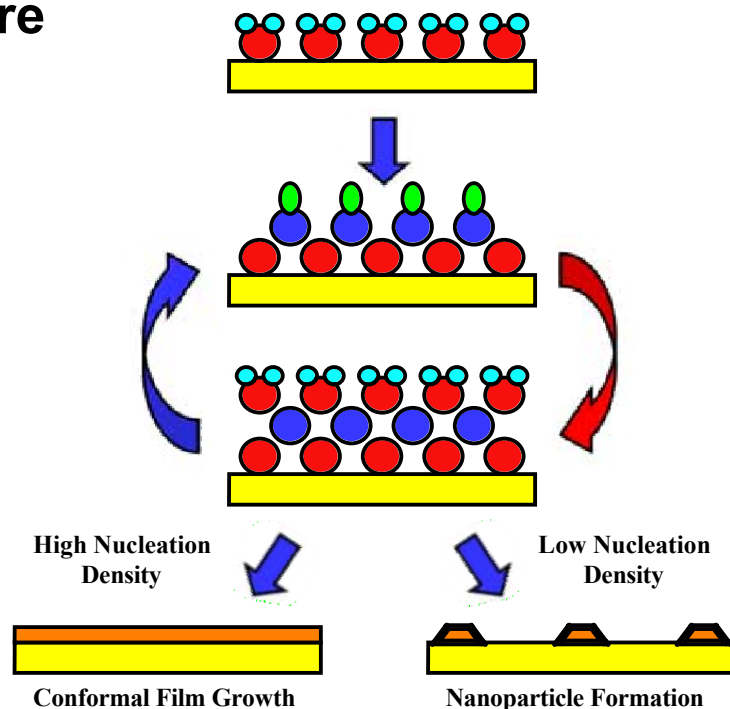 re
High Nucleation
Density
Low Nucleation
Density
Conformal Film Growth
Nanoparticle Formation